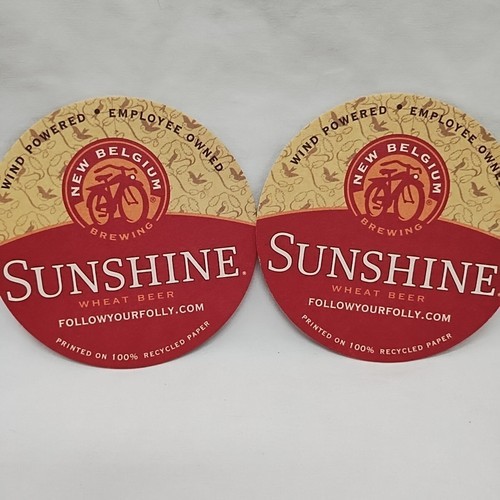 WIND POWERED • EMPLOYEE OWNED
NEW BELGIUM
BREWING
SUNSHINE
WHEAT BEER
FOLLOWYOURFOLLY.COM
PRINTED ON 100% RECYCLED PAPER
WIND POWERED • EMPLOYEE OWNED
NEW BELGIUM
BREWING
SUNSHINE
WHEAT BEER
FOLLOWYOURFOLLY.COM
PRINTED ON 100% RECYCLED PAPER